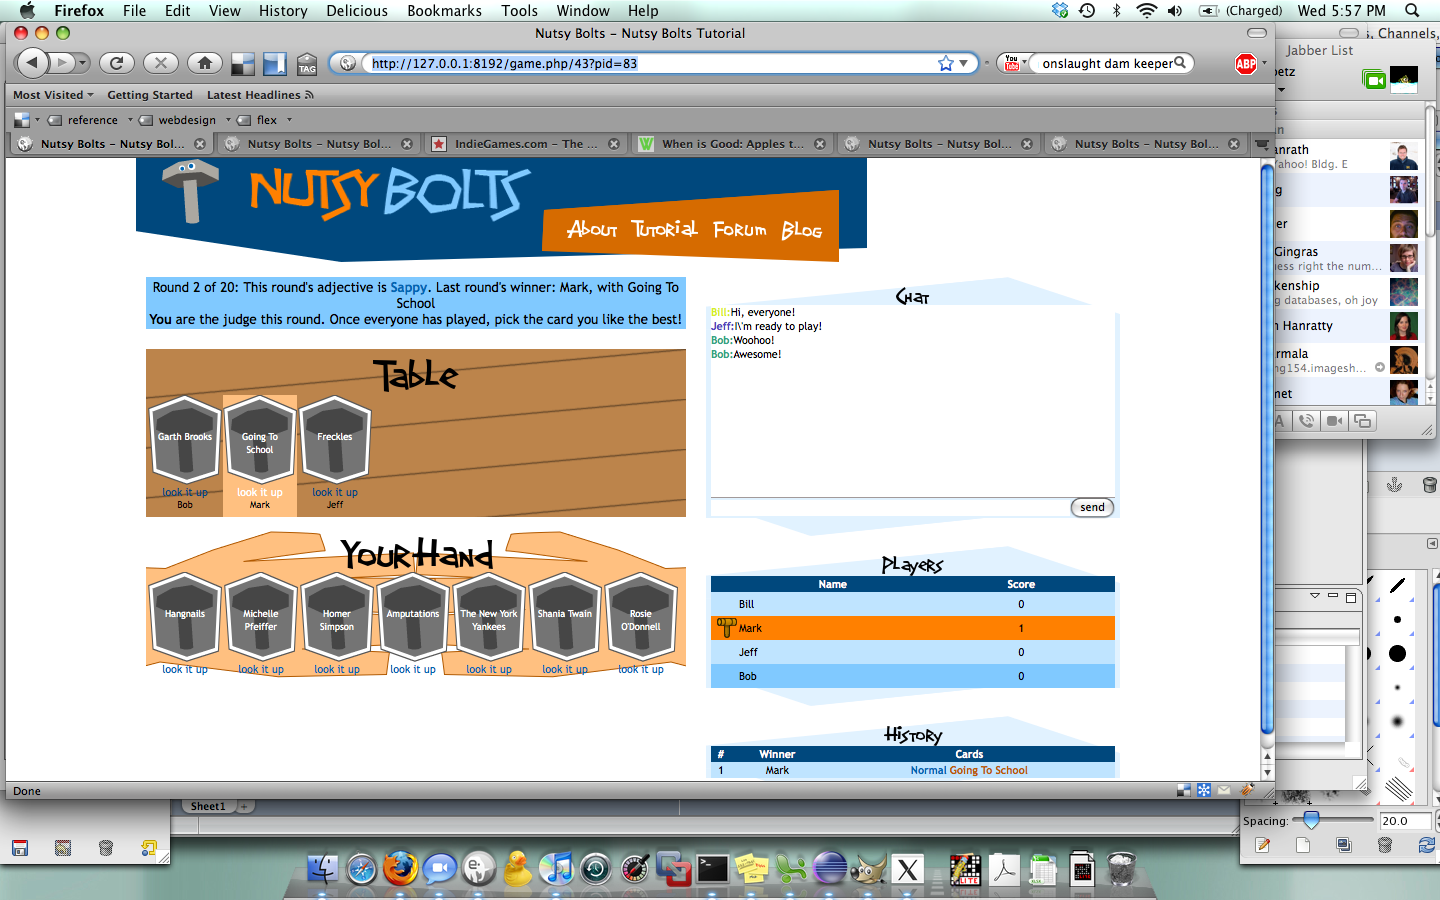 Firefox File Edit View History Delicious Bookmarks Tools Window Help (Charged) Wed 5:57 PM
Nutsy Bolts – Nutsy Bolts Tutorial
s, Channels,
http://127.0.0.1:8192/game.php/43?pid=83
TAG
You Tube
onslaught dam keeper
ABP
Most Visited Getting Started Latest Headlines
reference webdesign flex
Nutsy Bolts – Nutsy Bol... Nutsy Bolts – Nutsy Bol... IndieGames.com – The ... When is Good: Apples t... Nutsy Bolts – Nutsy Bol... Nutsy Bolts – Nutsy Bol...
NUTSY BOLTS
About Tutorial Forum Blog
Round 2 of 20: This round's adjective is Sappy. Last round's winner: Mark, with Going To
School
You are the judge this round. Once everyone has played, pick the card you like the best!
Table
Garth Brooks
Going To
School
Freckles
look it up look it up look it up
Bob Mark Jeff
Your Hand
Hangnails
Michelle
Pfeiffer
Homer
Simpson
Amputations
The New York
Yankees
Shania Twain
Rosie
O'Donnell
look it up look it up look it up look it up look it up look it up look it up
Chat
Bill:Hi, everyone!
Jeff:I\'m ready to play!
Bob:Woohoo!
Bob:Awesome!
send
Players
Name Score
Bill 0
Mark 1
Jeff 0
Bob 0
History
# Winner Cards
1 Mark Normal Going To School
Done
Jabber List
etz
anrath
Yahoo! Bldg. E
g
er
Gingras
ness right the num...
kenship
g databases, oh joy
n Hanratty
armala
ng154.imagesh...
met
Sheet1
Spacing: 20.0
LITE